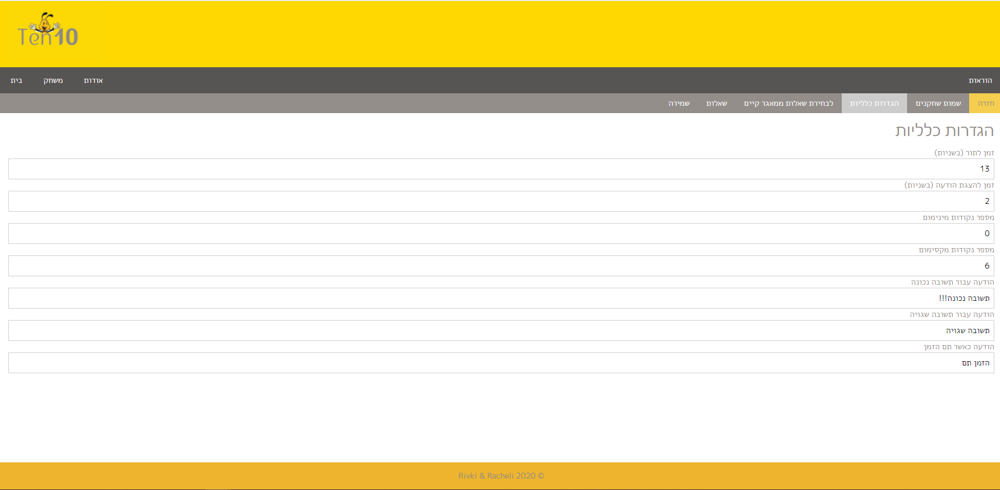 Ten10
הוראות
אודות
משחק
בית
חזרה
שמות שחקנים
הגדרות כלליות
לבחירת שאלות ממאגר קיים
שאלות
שמירה
הגדרות כלליות
זמן לתור (בשניות)
13
זמן להצגת הודעה (בשניות)
2
מספר נקודות מינימום
0
מספר נקודות מקסימום
6
הודעה עבור תשובה נכונה
תשובה נכונה!!!
הודעה עבור תשובה שגויה
תשובה שגויה
הודעה כאשר תם הזמן
הזמן תם
Rivki & Racheli 2020 ©